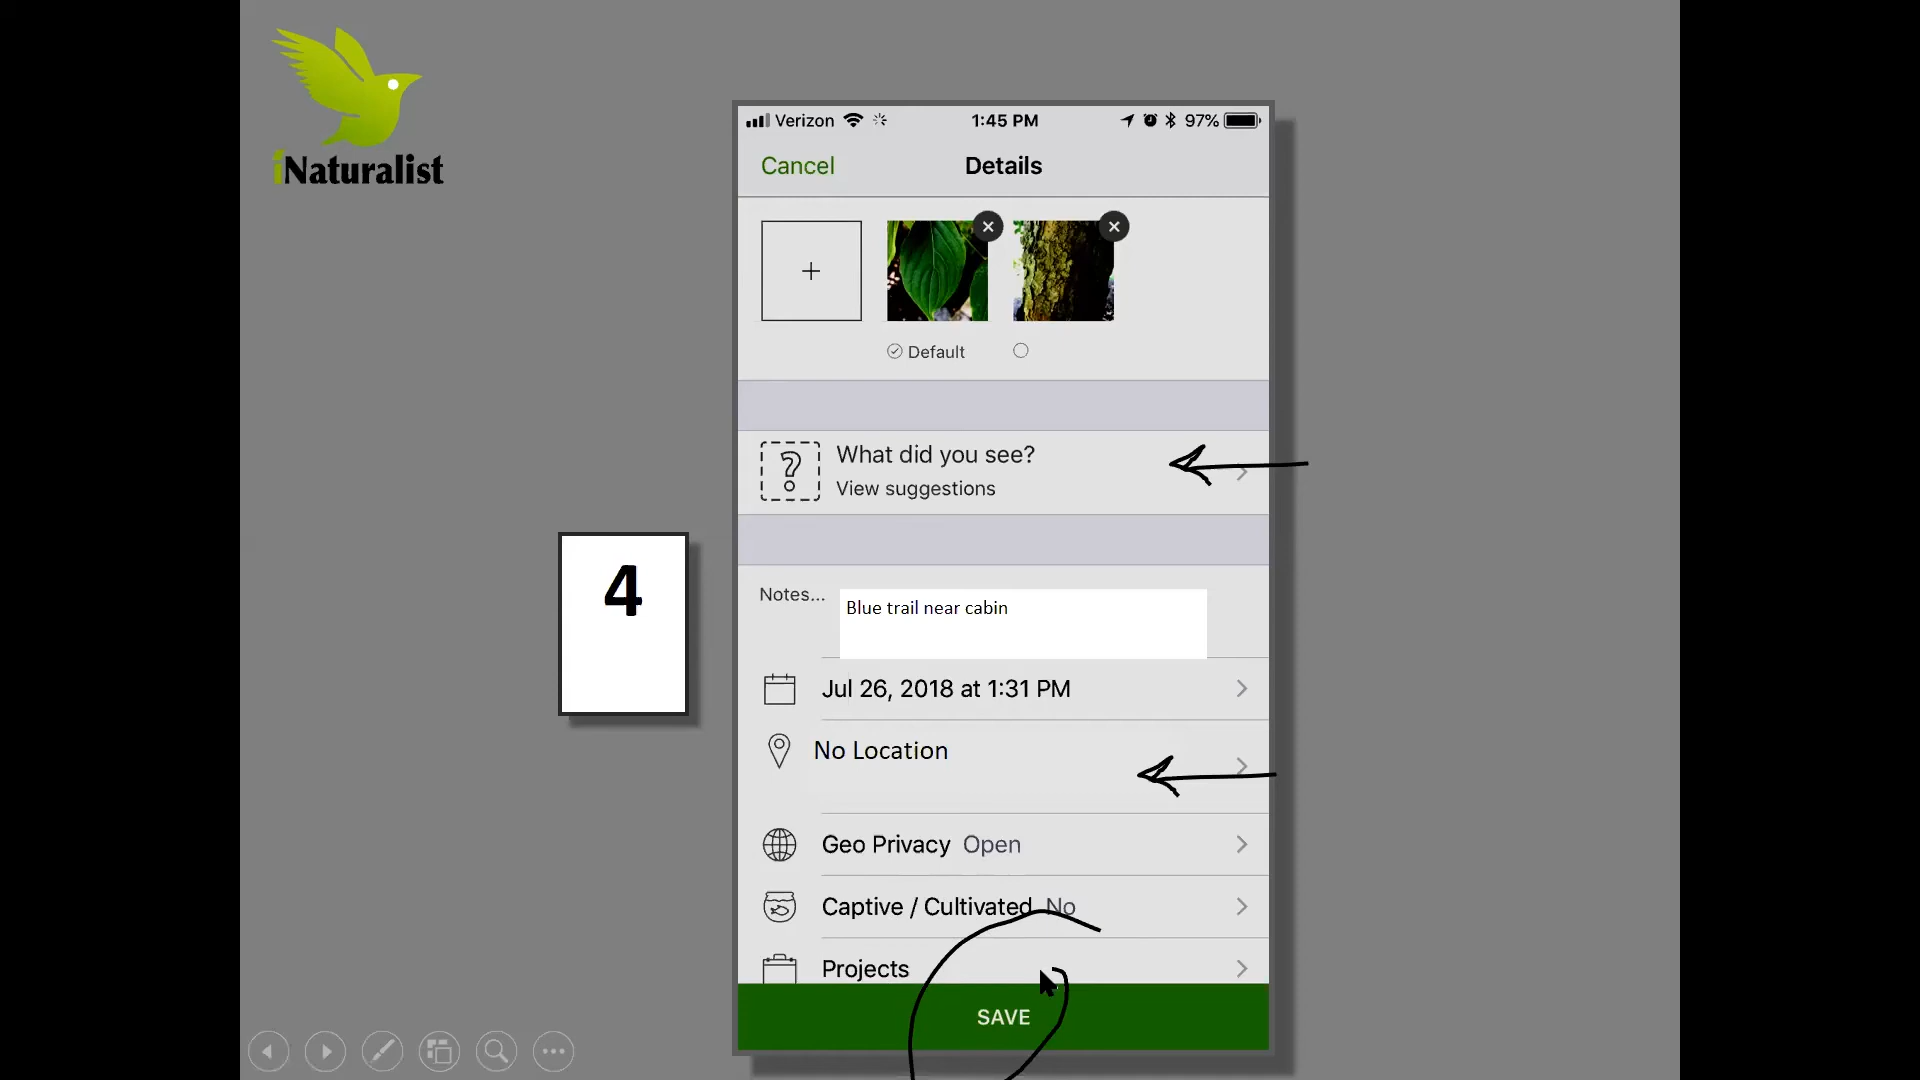 iNaturalist
Verizon 1:45 PM 97%
Cancel Details
Default
What did you see?
View suggestions
4
Notes... Blue trail near cabin
Jul 26, 2018 at 1:31 PM
No Location
Geo Privacy Open
Captive / Cultivated No
Projects
SAVE